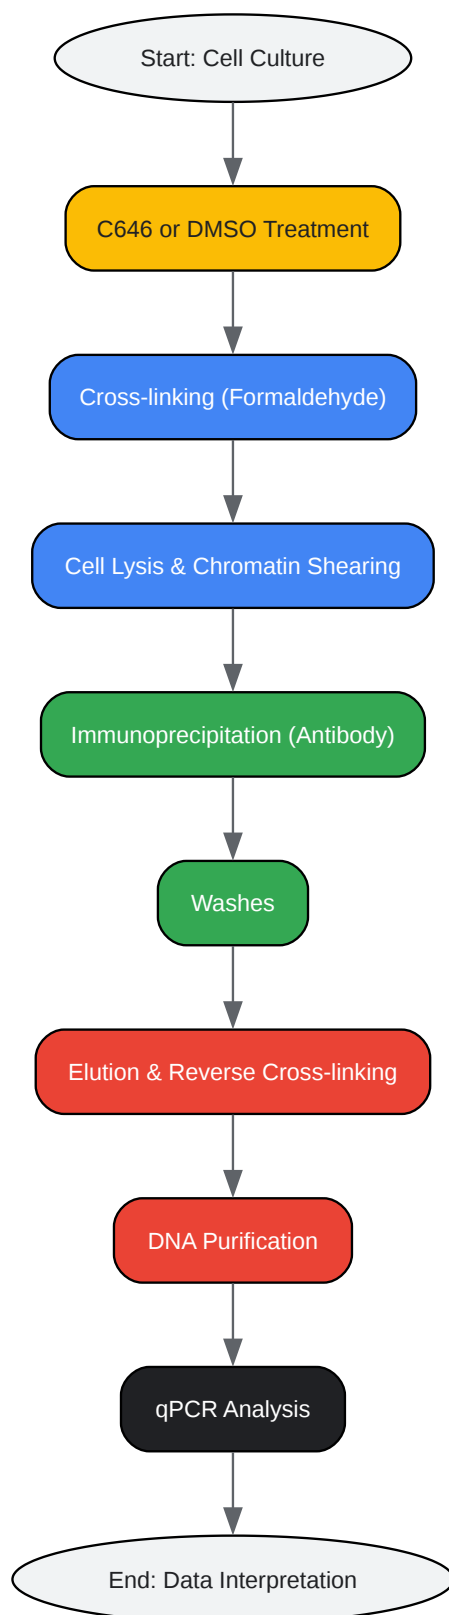 Start: Cell Culture
C646 or DMSO Treatment
Cross-linking (Formaldehyde)
Cell Lysis & Chromatin Shearing
Immunoprecipitation (Antibody)
Washes
Elution & Reverse Cross-linking
DNA Purification
qPCR Analysis
End: Data Interpretation